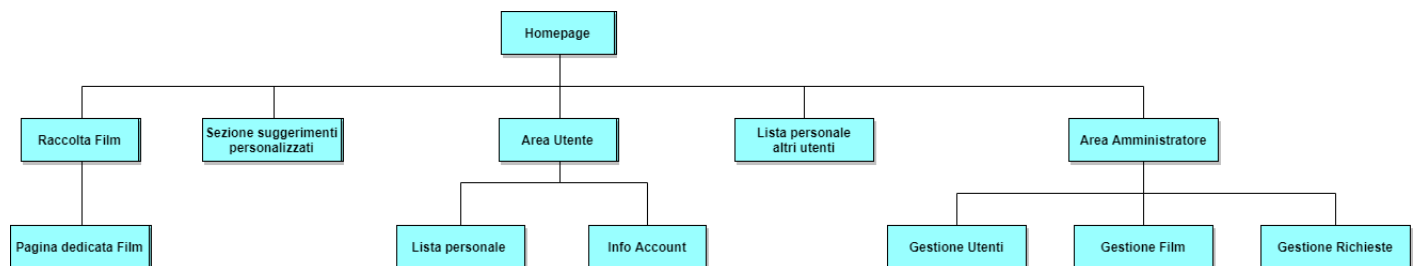 Homepage
Raccolta Film
Sezione suggerimenti
personalizzati
Area Utente
Lista personale
altri utenti
Area Amministratore
Pagina dedicata Film
Lista personale
Info Account
Gestione Utenti
Gestione Film
Gestione Richieste